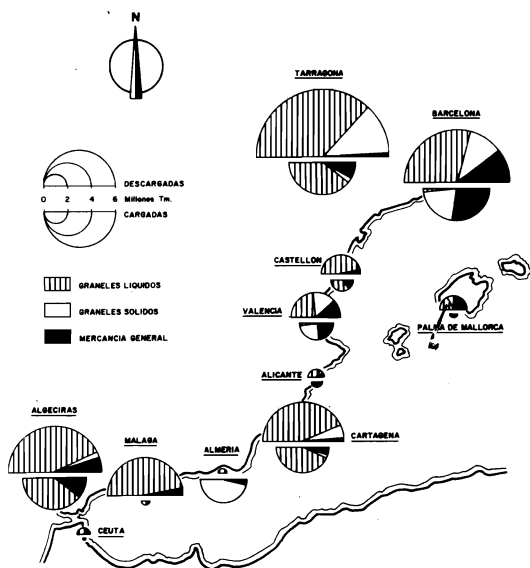 N
TARRAGONA
BARCELONA
DESCARGADAS
0 2 4 6 Millones Tm.
CARGADAS
CASTELLON
GRANELES LIQUIDOS
GRANELES SOLIDOS
VALENCIA
MERCANCIA GENERAL
PALMA DE MALLORCA
ALICANTE
ALGECIRAS
MALAGA
ALMERIA
CARTAGENA
CEUTA